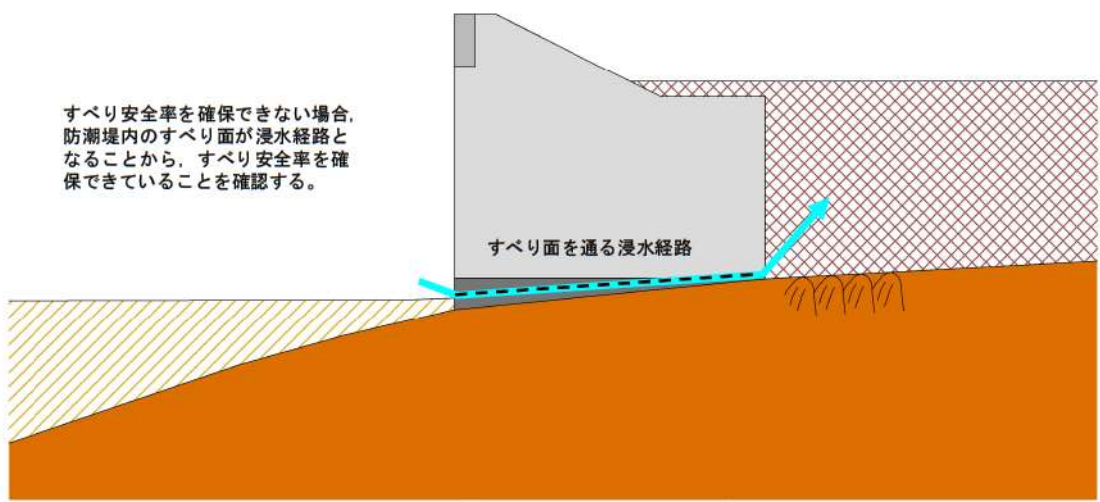 すべり安全率を確保できない場合,
防潮堤内のすべり面が浸水経路と
なることから，すべり安全率を確
保できていることを確認する。
すべり面を通る浸水経路